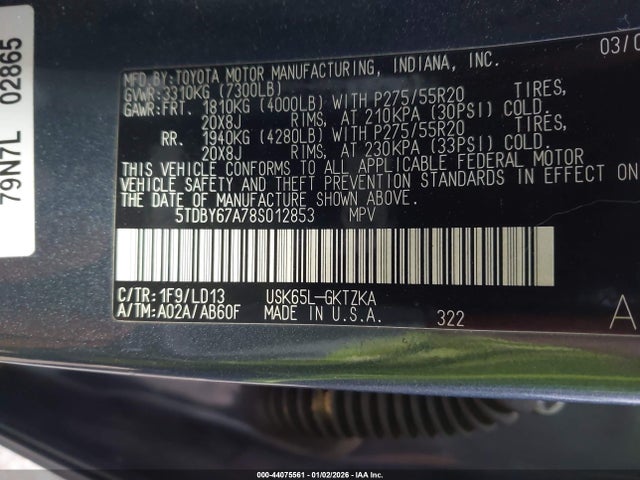 79N7L 02865
03/0
MFD.BY:TOYOTA MOTOR MANUFACTURING, INDIANA, INC.
GVWR:3310KG (7300LB)
GAWR:FRT. 1810KG (4000LB) WITH P275/55R20 TIRES,
20X8J RIMS, AT 210KPA (30PSI) COLD.
RR. 1940KG (4280LB) WITH P275/55R20 TIRES,
20X8J RIMS, AT 230KPA (33PSI) COLD.
THIS VEHICLE CONFORMS TO ALL APPLICABLE FEDERAL MOTOR
VEHICLE SAFETY AND THEFT PREVENTION STANDARDS IN EFFECT ON
THE DATE OF MANUFACTURE SHOWN ABOVE.
5TDBY67A78S012853 MPV
C/TR:1F9/LD13 USK65L-GKTZKA
A/TM:A02A/AB60F MADE IN U.S.A. 322 A
000-44075561 - 01/02/2026 - IAA Inc.